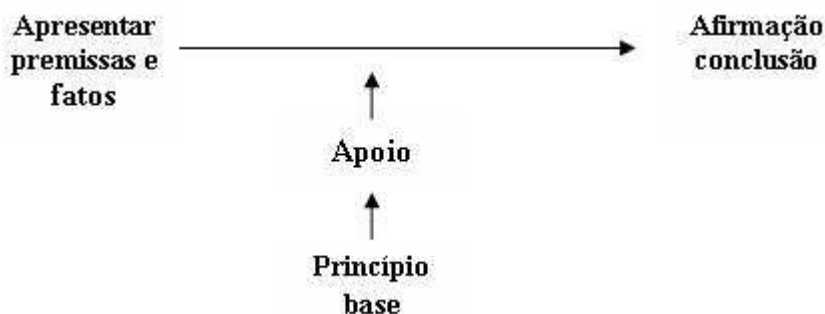 Apresentar
premissas e
fatos
Afirmação
conclusão
Apoio
Princípio
base